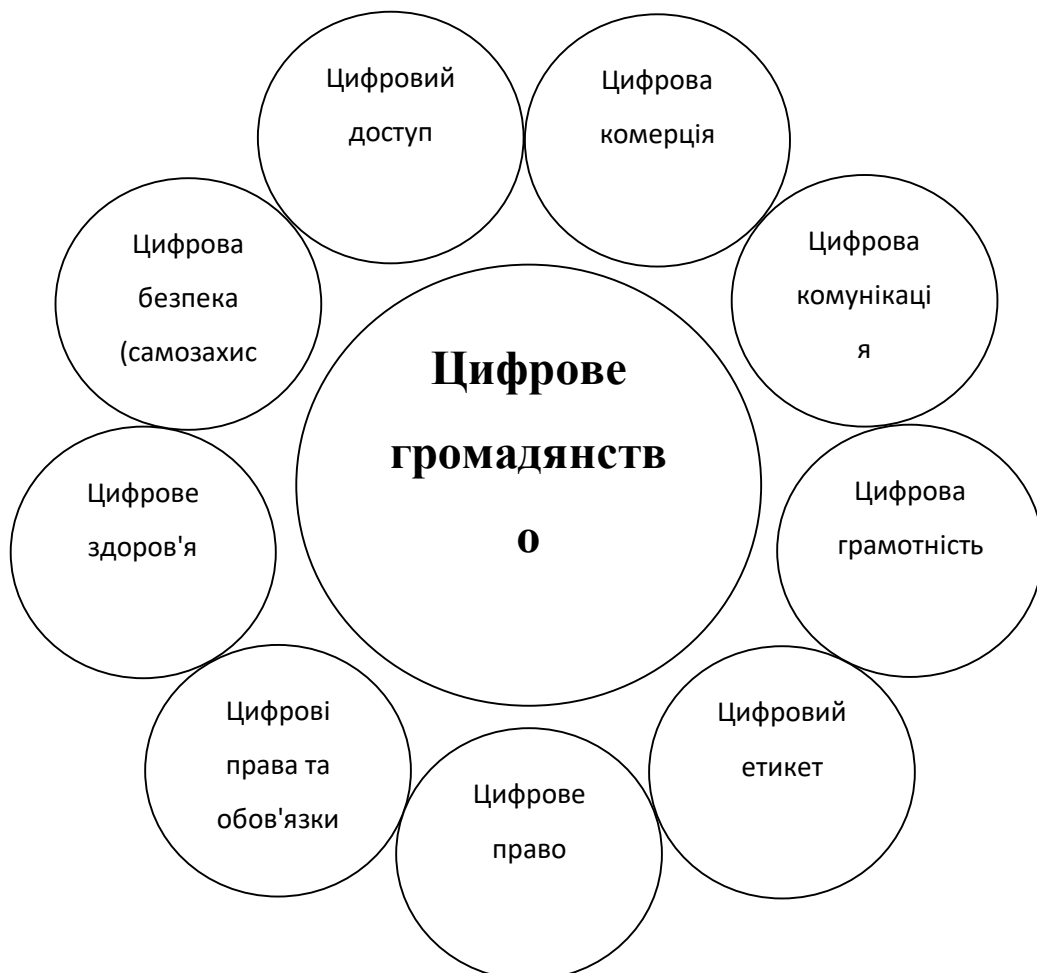 Цифровий
доступ
Цифрова
комерція
Цифрова
комунікаці
я
Цифрова
грамотність
Цифровий
етикет
Цифрове
право
Цифрові
права та
обов'язки
Цифрове
здоров'я
Цифрова
безпека
(самозахис
Цифрове
громадянств
о